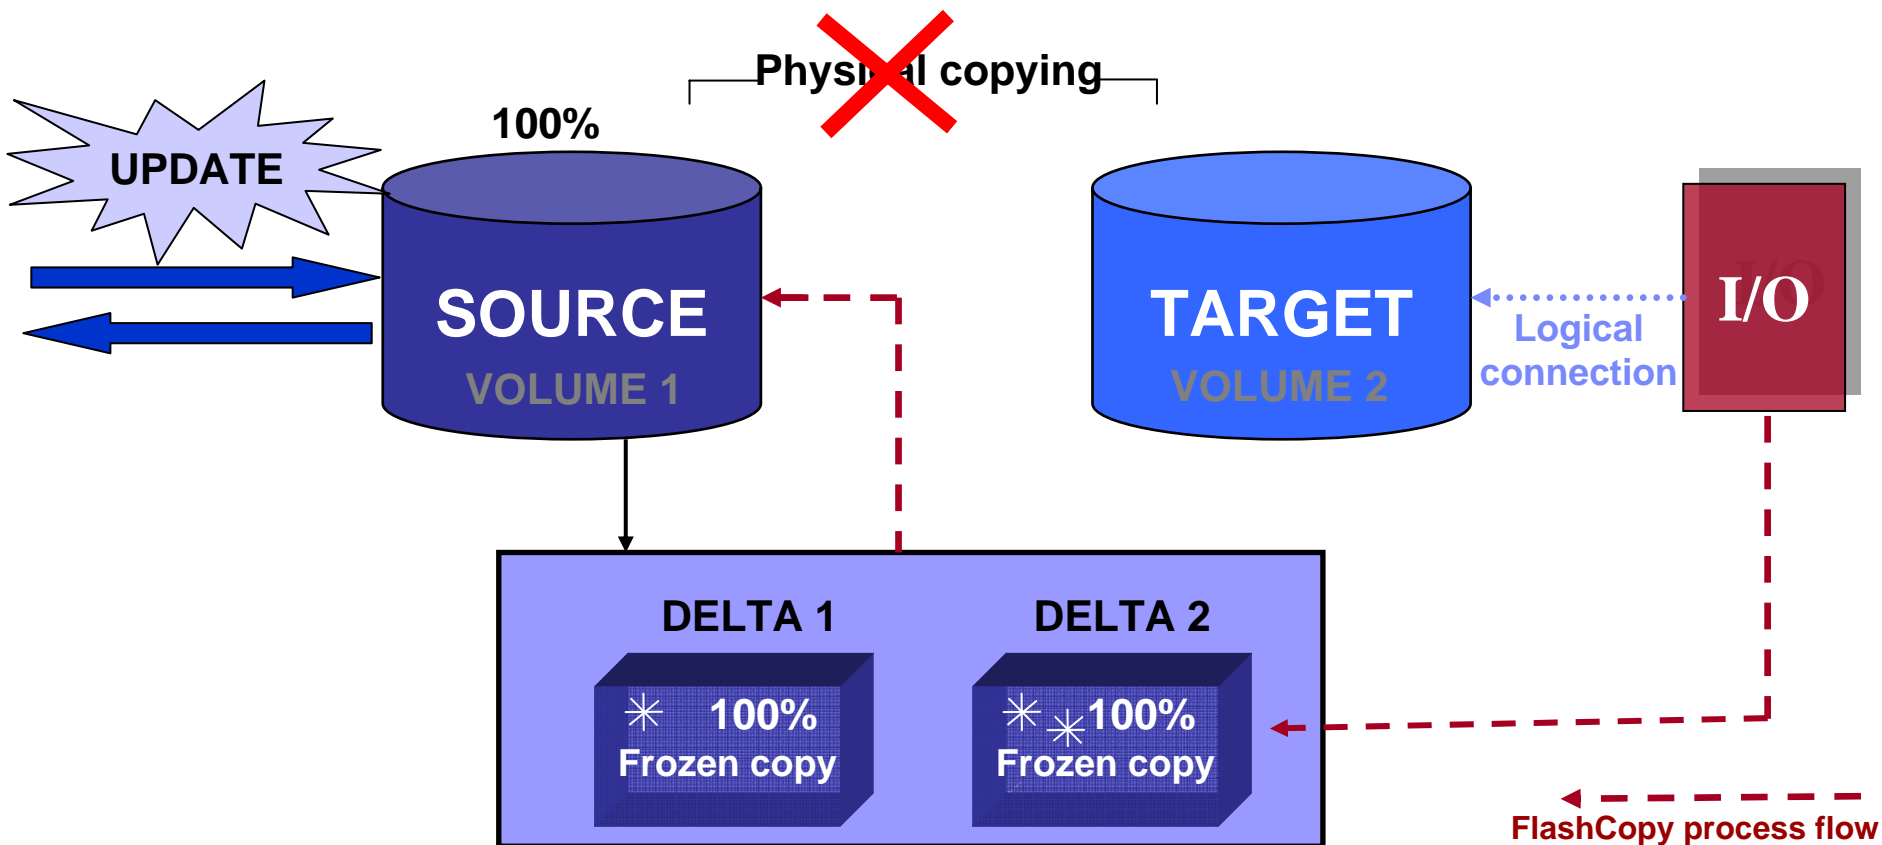 Physical copying
100%
UPDATE
SOURCE
VOLUME 1
TARGET
VOLUME 2
Logical
connection
I/O
DELTA 1
100%
Frozen copy
DELTA 2
100%
Frozen copy
FlashCopy process flow